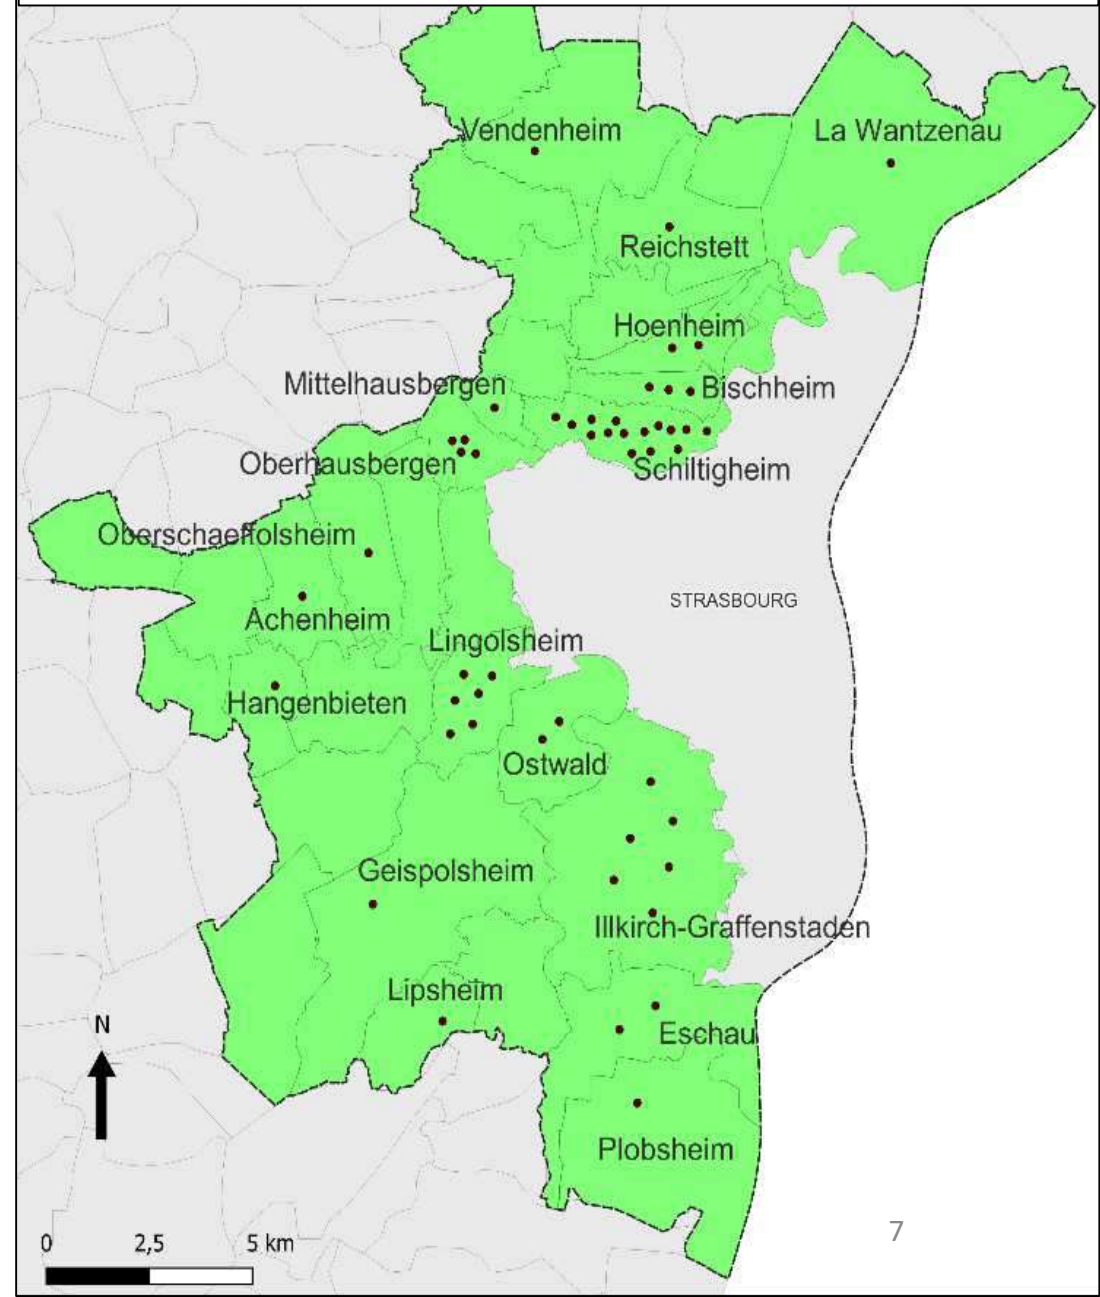 Vendenheim
La Wantzenau
Reichstett
Hoenheim
Mittelhausbergen
Bischheim
Oberhausbergen
Schiltigheim
Oberschaeffolsheim
STRASBOURG
Achenheim
Lingolsheim
Hangenbieten
Ostwald
Geispolsheim
Illkirch-Graffenstaden
Lipsheim
N
Eschau
Plobsheim
7
0 2,5 5 km